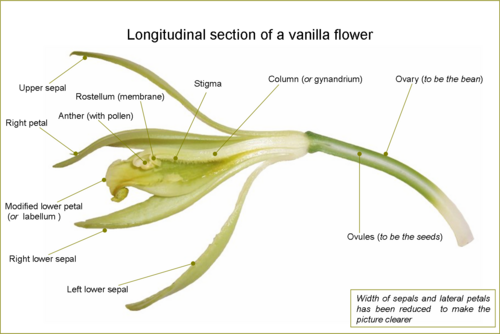 Longitudinal section of a vanilla flower
Upper sepal
Rostellum (membrane)
Stigma
Column (or gynandrium)
Ovary (to be the bean)
Anther (with pollen)
Right petal
Modified lower petal
(or labellum )
Right lower sepal
Left lower sepal
Ovules (to be the seeds)
Width of sepals and lateral petals
has been reduced to make the
picture clearer